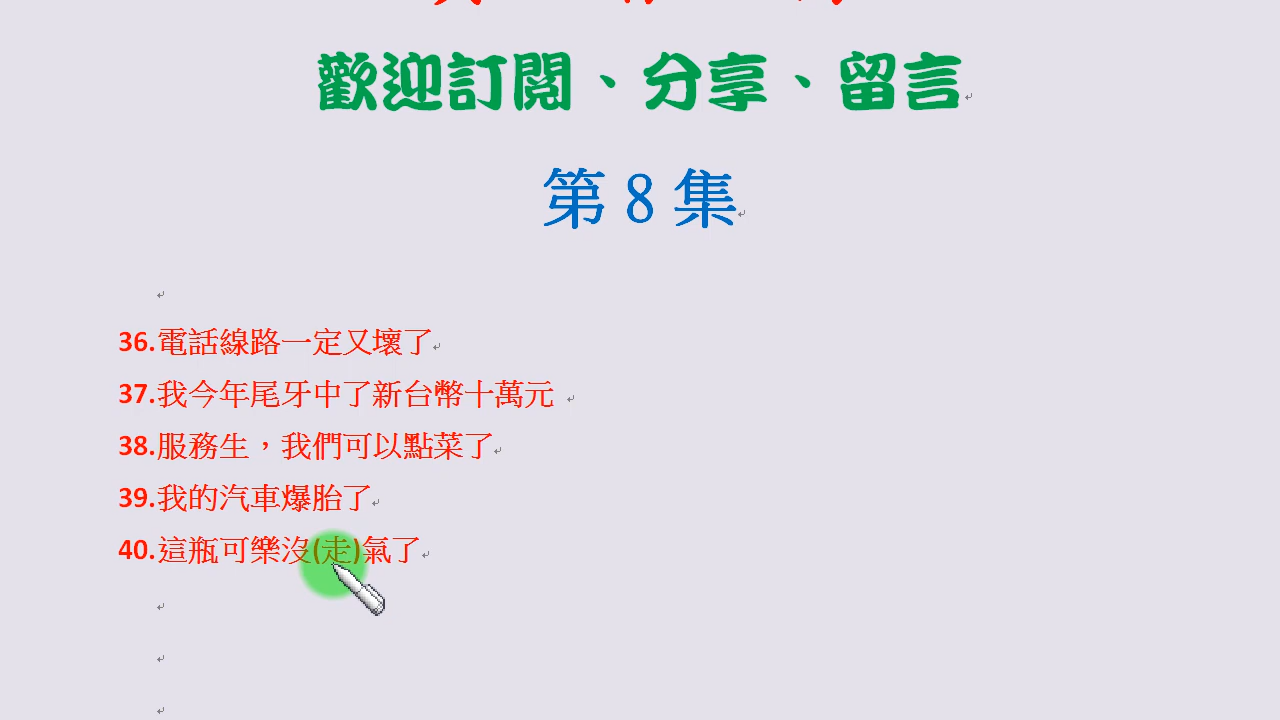 歡迎訂閱、分享、留言
第 8 集
36.電話線路一定又壞了
37.我今年尾牙中了新台幣十萬元
38.服務生，我們可以點菜了
39.我的汽車爆胎了
40.這瓶可樂沒(走)氣了